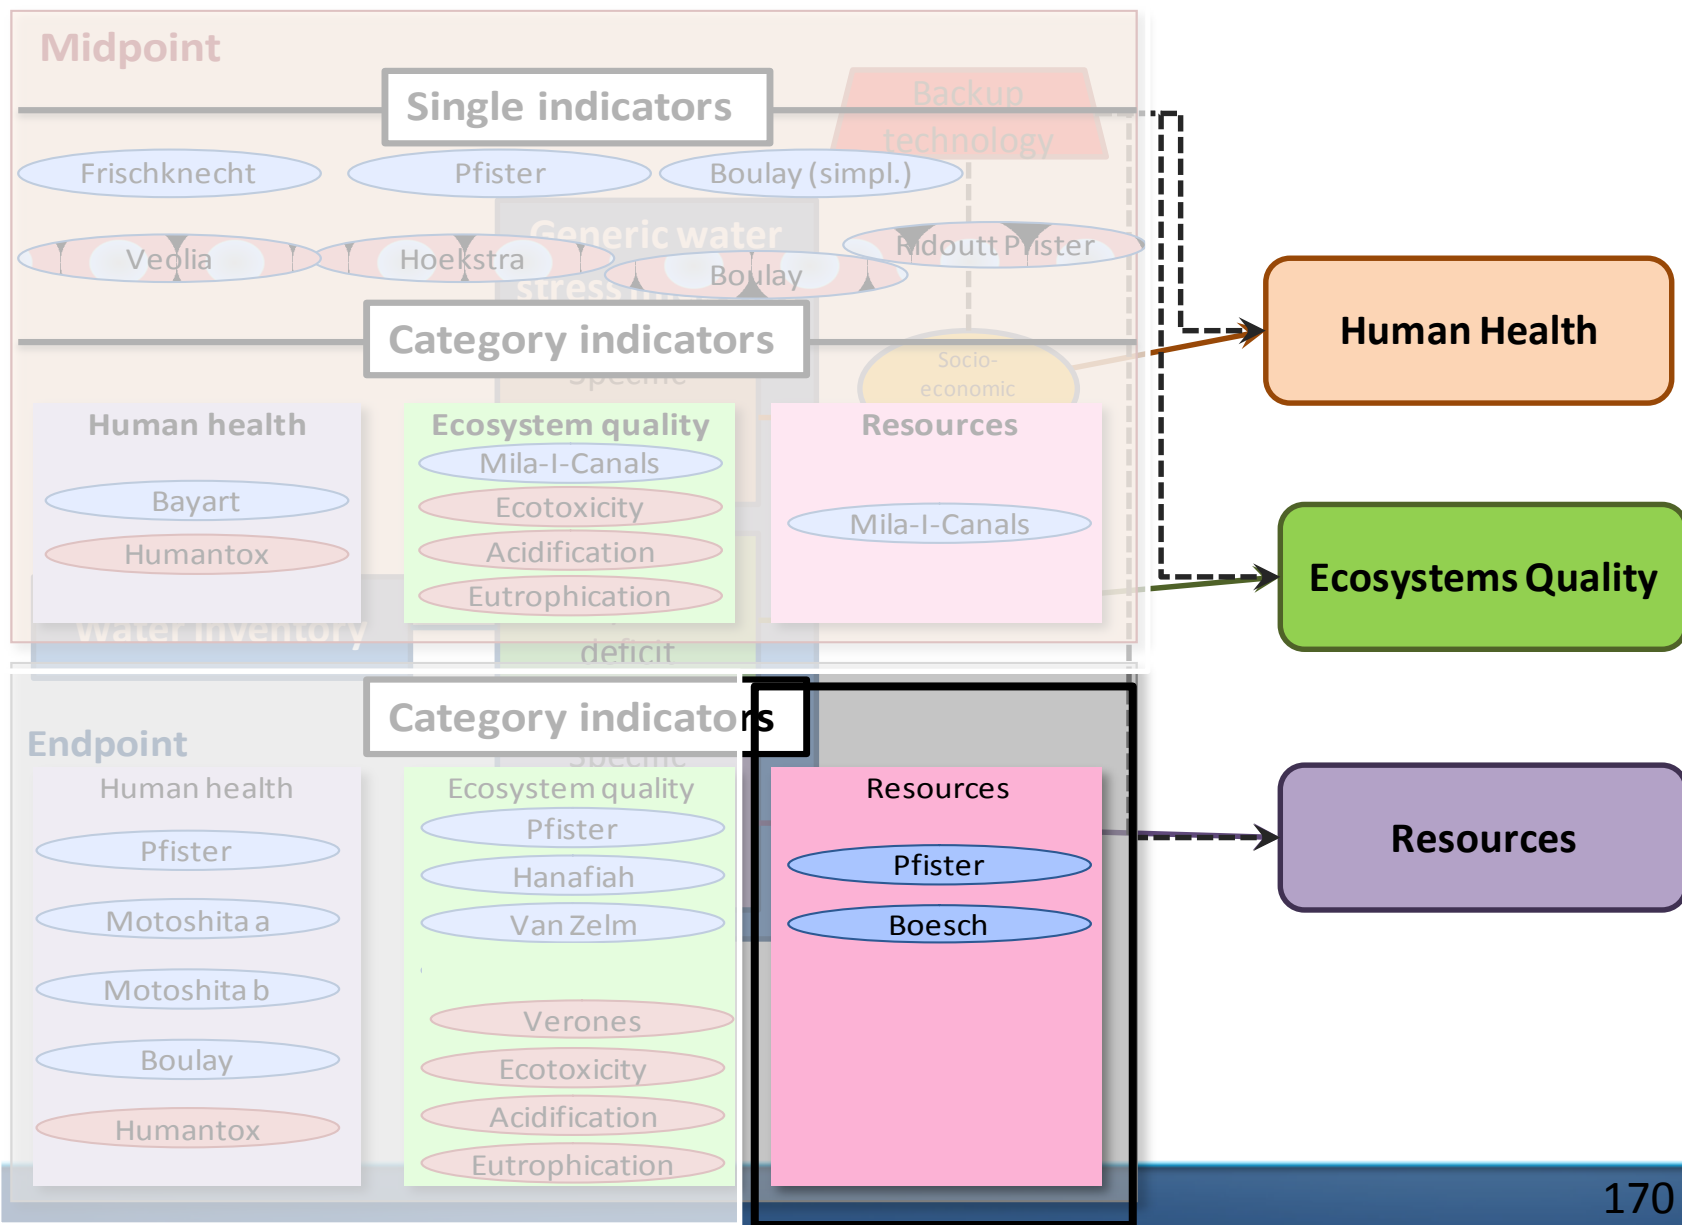 Midpoint
Single indicators
Backup
technology
Frischknecht
Pfister
Boulay (simpl.)
Generic water
stress
Veolia
Hoekstra
Boulay
Ridoutt Pfister
Category indicators
Specific
Socio-
economic
Human health
Bayart
Humantox
Ecosystem quality
Mila-I-Canals
Ecotoxicity
Acidification
Eutrophication
Resources
Mila-I-Canals
Water inventory
deficit
Human Health
Ecosystems Quality
Resources
Category indicators
Endpoint
Specific
Human health
Pfister
Motoshita a
Motoshita b
Boulay
Humantox
Ecosystem quality
Pfister
Hanafiah
Van Zelm
Verones
Ecotoxicity
Acidification
Eutrophication
Resources
Pfister
Boesch
170